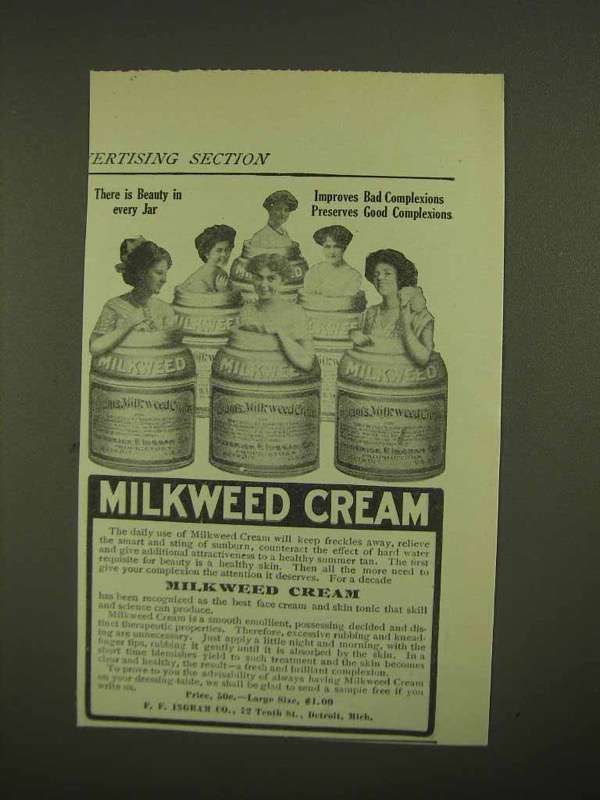 VERTISING SECTION
There is Beauty in
every Jar
Improves Bad Complexions
Preserves Good Complexions
MILKWEED
MILKWEED
MILKWEED
Milkweed Cream
Milkweed Cream
Milkweed
MILKWEED CREAM
The daily use of Milkweed Cream will keep freckles away, relieve
the smart and sting of sunburn, counteract the effect of hard water
and give additional attractiveness to a healthy summer tan. The first
requisite for beauty is a healthy skin. Then all the more need to
give your complexion the attention it deserves. For a decade
MILKWEED CREAM
has been recognized as the best face cream and skin tonic that skill
and science can produce.
Milkweed Cream is a smooth emollient, possessing decided and dis-
tinct therapeutic properties. Therefore, excessive rubbing and knead-
ing are unnecessary. Just apply a little night and morning, with the
finger tips, rubbing it gently until it is absorbed by the skin. In a
short time blemishes yield to such treatment and the skin becomes
clear and healthy, the result—a fresh and brilliant complexion.
To prove to you the advisability of always having Milkweed Cream
on your dressing-table, we shall be glad to send a sample free if you
write us.
Price, 50c.—Large Size, $1.00
F. F. INGRAM CO., 52 Tenth St., Detroit, Mich.